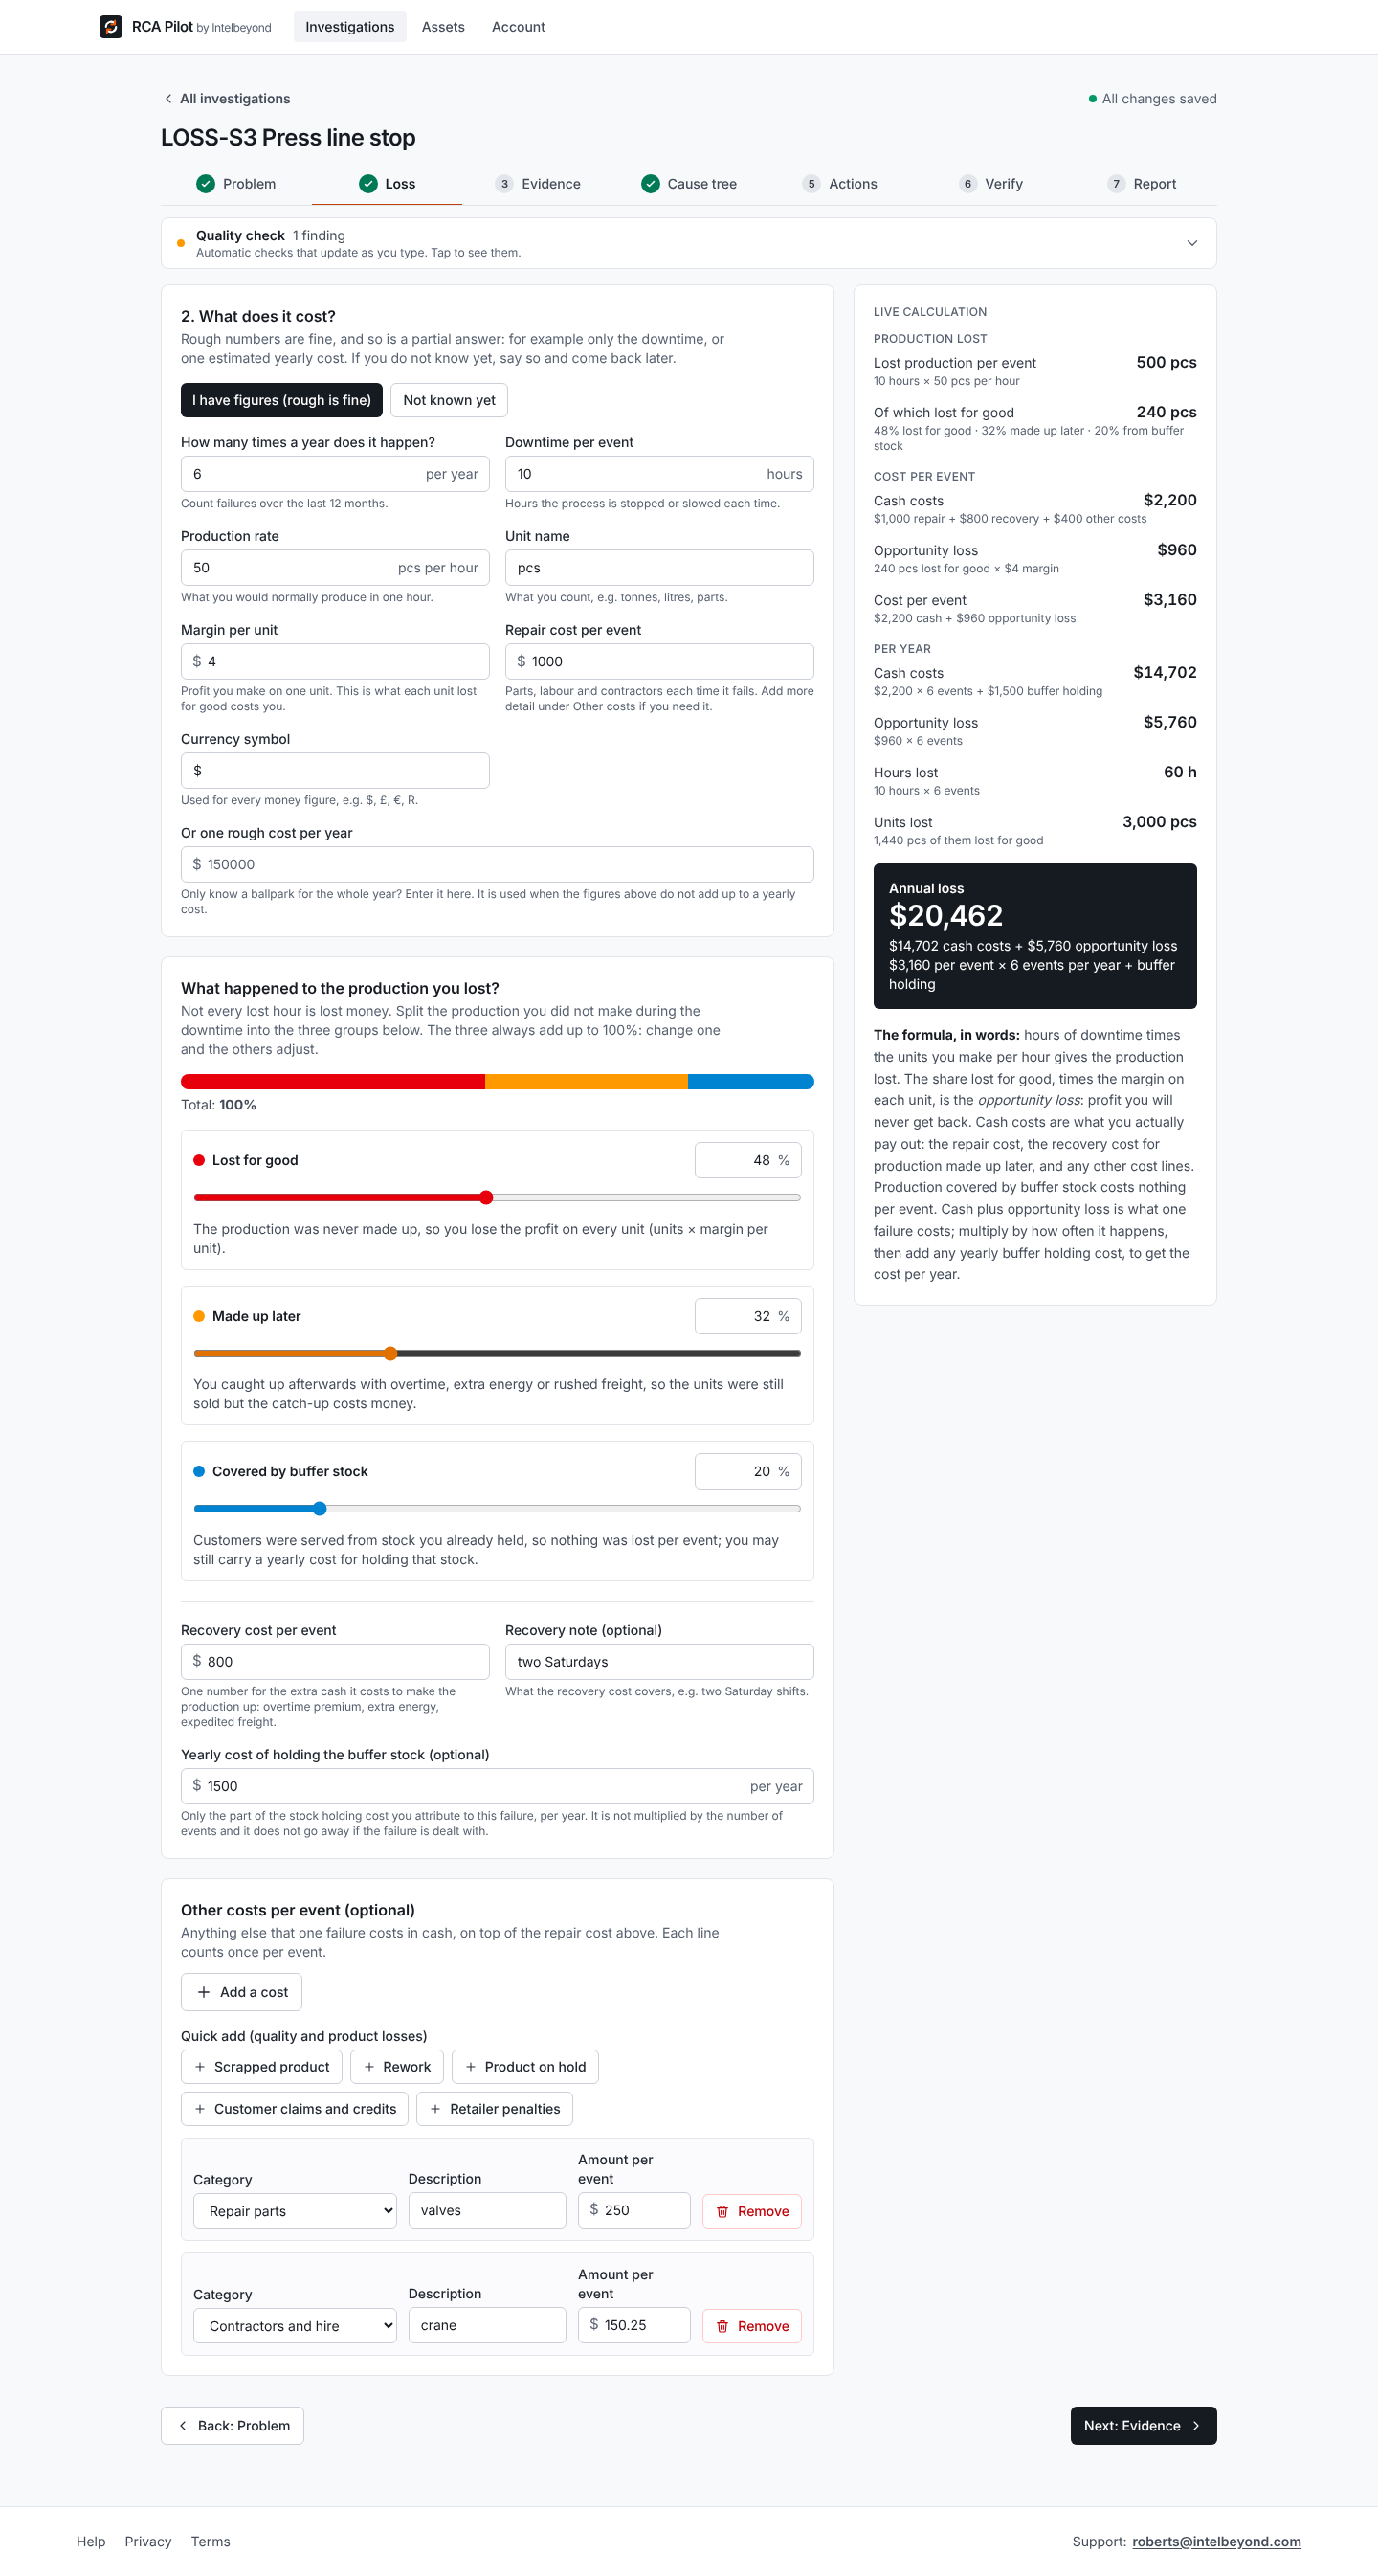 RCA Pilot by Intelbeyond
Investigations
Assets
Account
All investigations
All changes saved
LOSS-S3 Press line stop
Problem
Loss
3 Evidence
Cause tree
5 Actions
6 Verify
7 Report
Quality check 1 finding
Automatic checks that update as you type. Tap to see them.
2. What does it cost?
Rough numbers are fine, and so is a partial answer: for example only the downtime, or
one estimated yearly cost. If you do not know yet, say so and come back later.
I have figures (rough is fine)
Not known yet
How many times a year does it happen?
6 per year
Count failures over the last 12 months.
Downtime per event
10 hours
Hours the process is stopped or slowed each time.
Production rate
50 pcs per hour
What you would normally produce in one hour.
Unit name
pcs
What you count, e.g. tonnes, litres, parts.
Margin per unit
$ 4
Profit you make on one unit. This is what each unit lost
for good costs you.
Repair cost per event
$ 1000
Parts, labour and contractors each time it fails. Add more
detail under Other costs if you need it.
Currency symbol
$
Used for every money figure, e.g. $, £, €, R.
Or one rough cost per year
$ 150000
Only know a ballpark for the whole year? Enter it here. It is used when the figures above do not add up to a yearly
cost.
What happened to the production you lost?
Not every lost hour is lost money. Split the production you did not make during the
downtime into the three groups below. The three always add up to 100%: change one
and the others adjust.
Total: 100%
Lost for good
48 %
The production was never made up, so you lose the profit on every unit (units × margin per
unit).
Made up later
32 %
You caught up afterwards with overtime, extra energy or rushed freight, so the units were still
sold but the catch-up costs money.
Covered by buffer stock
20 %
Customers were served from stock you already held, so nothing was lost per event; you may
still carry a yearly cost for holding that stock.
Recovery cost per event
$ 800
One number for the extra cash it costs to make the
production up: overtime premium, extra energy,
expedited freight.
Recovery note (optional)
two Saturdays
What the recovery cost covers, e.g. two Saturday shifts.
Yearly cost of holding the buffer stock (optional)
$ 1500 per year
Only the part of the stock holding cost you attribute to this failure, per year. It is not multiplied by the number of
events and it does not go away if the failure is dealt with.
Other costs per event (optional)
Anything else that one failure costs in cash, on top of the repair cost above. Each line
counts once per event.
Add a cost
Quick add (quality and product losses)
Scrapped product
Rework
Product on hold
Customer claims and credits
Retailer penalties
Category
Repair parts
Description
valves
Amount per
event
$ 250
Remove
Category
Contractors and hire
Description
crane
Amount per
event
$ 150.25
Remove
LIVE CALCULATION
PRODUCTION LOST
Lost production per event 500 pcs
10 hours × 50 pcs per hour
Of which lost for good 240 pcs
48% lost for good · 32% made up later · 20% from buffer
stock
COST PER EVENT
Cash costs $2,200
$1,000 repair + $800 recovery + $400 other costs
Opportunity loss $960
240 pcs lost for good × $4 margin
Cost per event $3,160
$2,200 cash + $960 opportunity loss
PER YEAR
Cash costs $14,702
$2,200 × 6 events + $1,500 buffer holding
Opportunity loss $5,760
$960 × 6 events
Hours lost 60 h
10 hours × 6 events
Units lost 3,000 pcs
1,440 pcs of them lost for good
Annual loss
$20,462
$14,702 cash costs + $5,760 opportunity loss
$3,160 per event × 6 events per year + buffer
holding
The formula, in words: hours of downtime times
the units you make per hour gives the production
lost. The share lost for good, times the margin on
each unit, is the opportunity loss: profit you will
never get back. Cash costs are what you actually
pay out: the repair cost, the recovery cost for
production made up later, and any other cost lines.
Production covered by buffer stock costs nothing
per event. Cash plus opportunity loss is what one
failure costs; multiply by how often it happens,
then add any yearly buffer holding cost, to get the
cost per year.
Back: Problem
Next: Evidence
Help
Privacy
Terms
Support: roberts@intelbeyond.com